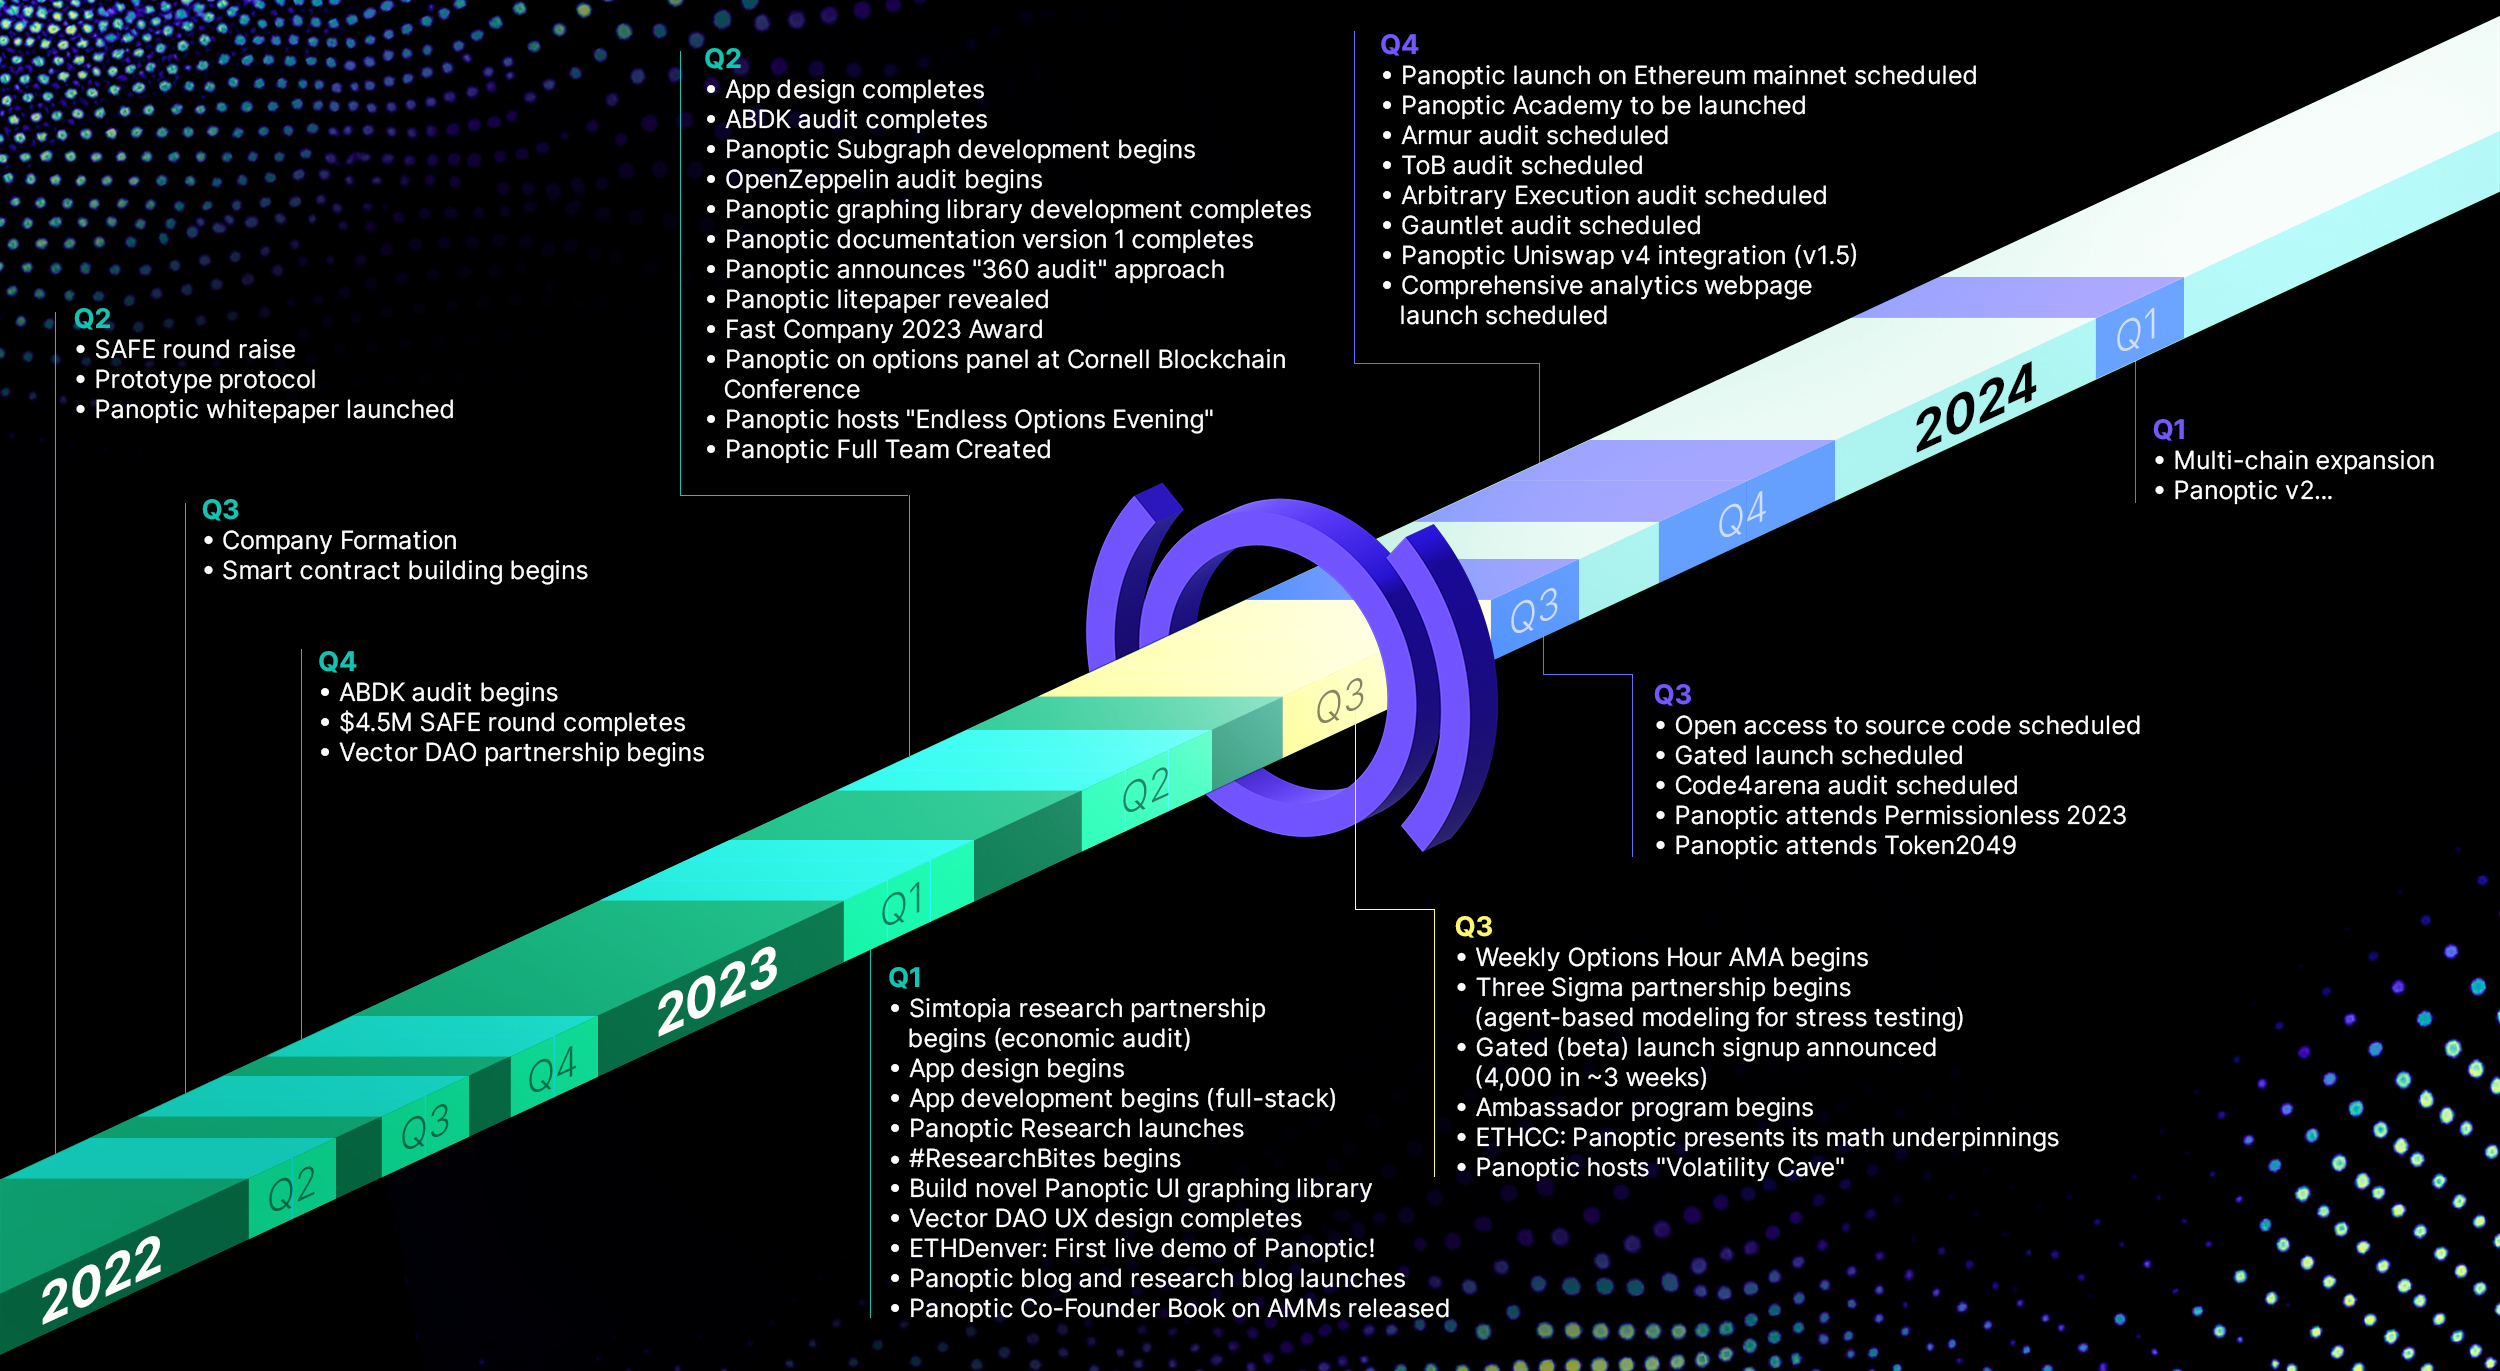 Q2
• SAFE round raise
• Prototype protocol
• Panoptic whitepaper launched
Q3
• Company Formation
• Smart contract building begins
Q4
• ABDK audit begins
• $4.5M SAFE round completes
• Vector DAO partnership begins
Q2
• App design completes
• ABDK audit completes
• Panoptic Subgraph development begins
• OpenZeppelin audit begins
• Panoptic graphing library development completes
• Panoptic documentation version 1 completes
• Panoptic announces "360 audit" approach
• Panoptic litepaper revealed
• Fast Company 2023 Award
• Panoptic on options panel at Cornell Blockchain
Conference
• Panoptic hosts "Endless Options Evening"
• Panoptic Full Team Created
Q4
• Panoptic launch on Ethereum mainnet scheduled
• Panoptic Academy to be launched
• Armur audit scheduled
• ToB audit scheduled
• Arbitrary Execution audit scheduled
• Gauntlet audit scheduled
• Panoptic Uniswap v4 integration (v1.5)
• Comprehensive analytics webpage
launch scheduled
Q1
• Multi-chain expansion
• Panoptic v2...
2022
Q2
Q3
Q4
2023
Q1
Q2
Q3
Q3
Q4
2024
Q1
Q3
• Open access to source code scheduled
• Gated launch scheduled
• Code4arena audit scheduled
• Panoptic attends Permissionless 2023
• Panoptic attends Token2049
Q1
• Simtopia research partnership
begins (economic audit)
• App design begins
• App development begins (full-stack)
• Panoptic Research launches
• #ResearchBites begins
• Build novel Panoptic UI graphing library
• Vector DAO UX design completes
• ETHDenver: First live demo of Panoptic!
• Panoptic blog and research blog launches
• Panoptic Co-Founder Book on AMMs released
Q3
• Weekly Options Hour AMA begins
• Three Sigma partnership begins
(agent-based modeling for stress testing)
• Gated (beta) launch signup announced
(4,000 in ~3 weeks)
• Ambassador program begins
• ETHCC: Panoptic presents its math underpinnings
• Panoptic hosts "Volatility Cave"